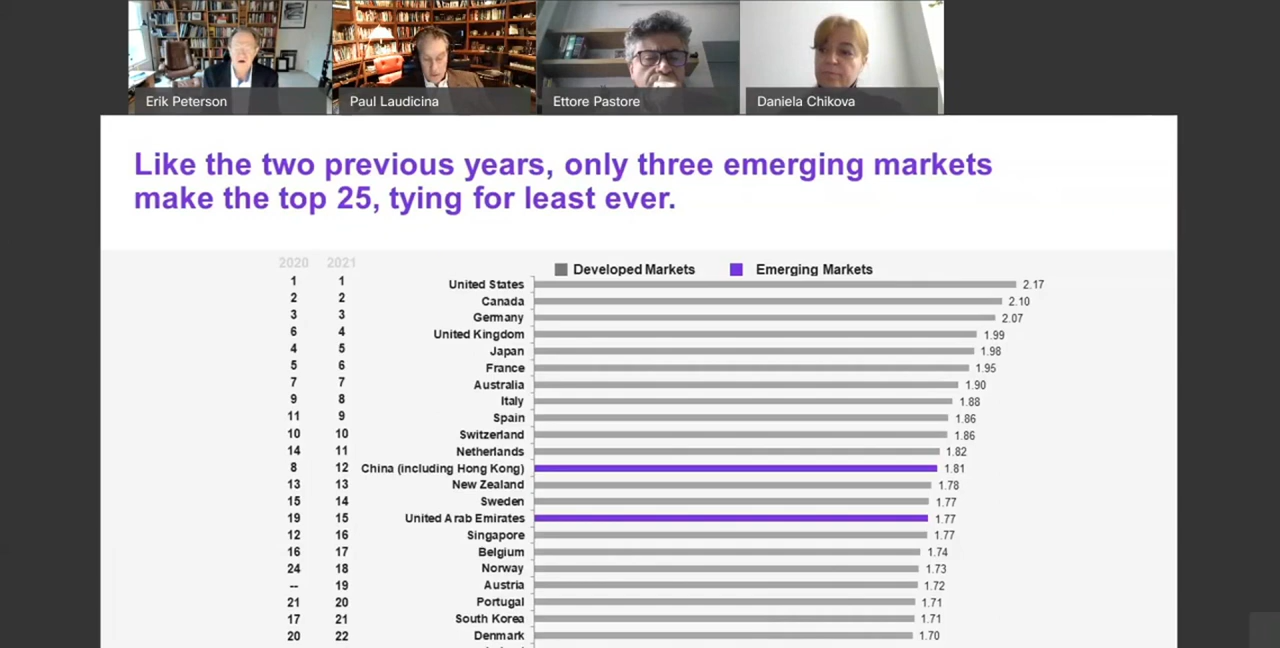 Erik Peterson
Paul Laudicina
Ettore Pastore
Daniela Chikova
Like the two previous years, only three emerging markets
make the top 25, tying for least ever.
2020 2021
Developed Markets Emerging Markets
1 1 United States 2.17
2 2 Canada 2.10
3 3 Germany 2.07
6 4 United Kingdom 1.99
4 5 Japan 1.98
5 6 France 1.95
7 7 Australia 1.90
9 8 Italy 1.88
11 9 Spain 1.86
10 10 Switzerland 1.86
14 11 Netherlands 1.82
8 12 China (including Hong Kong) 1.81
13 13 New Zealand 1.78
15 14 Sweden 1.77
19 15 United Arab Emirates 1.77
12 16 Singapore 1.77
16 17 Belgium 1.74
24 18 Norway 1.73
-- 19 Austria 1.72
21 20 Portugal 1.71
17 21 South Korea 1.71
20 22 Denmark 1.70